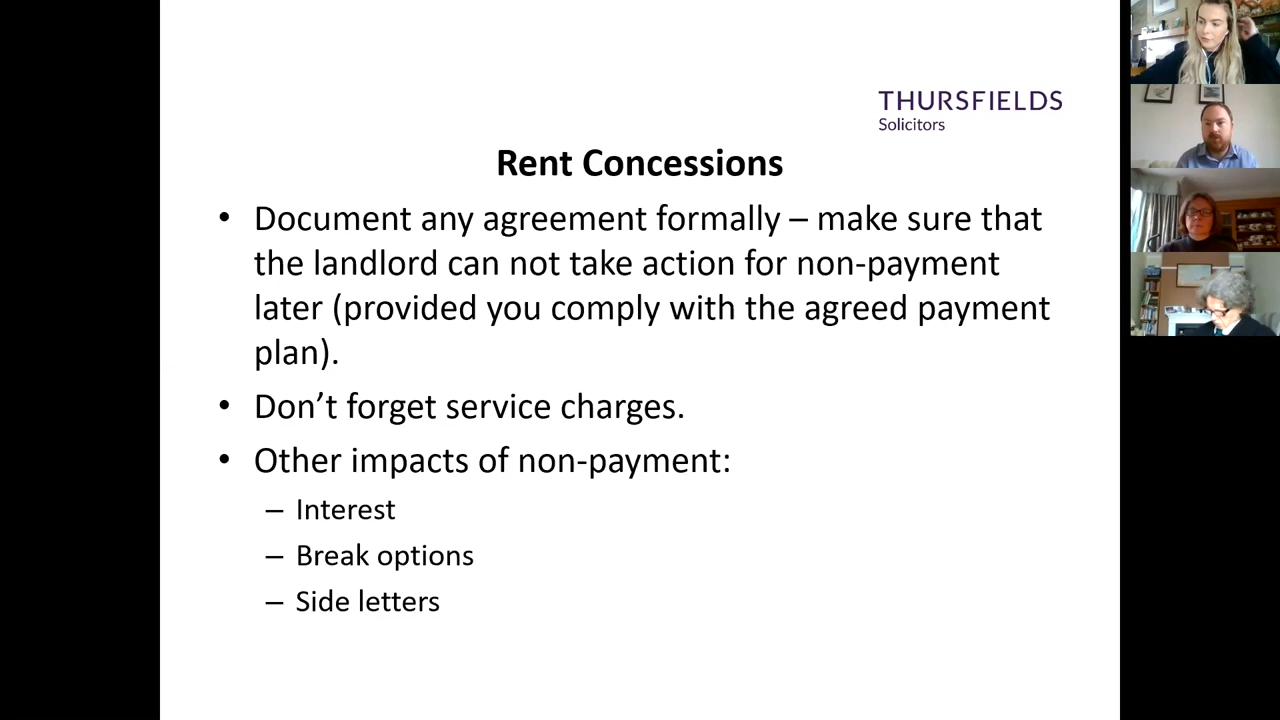 THURSFIELDS
Solicitors
Rent Concessions
• Document any agreement formally – make sure that
the landlord can not take action for non-payment
later (provided you comply with the agreed payment
plan).
• Don’t forget service charges.
• Other impacts of non-payment:
– Interest
– Break options
– Side letters